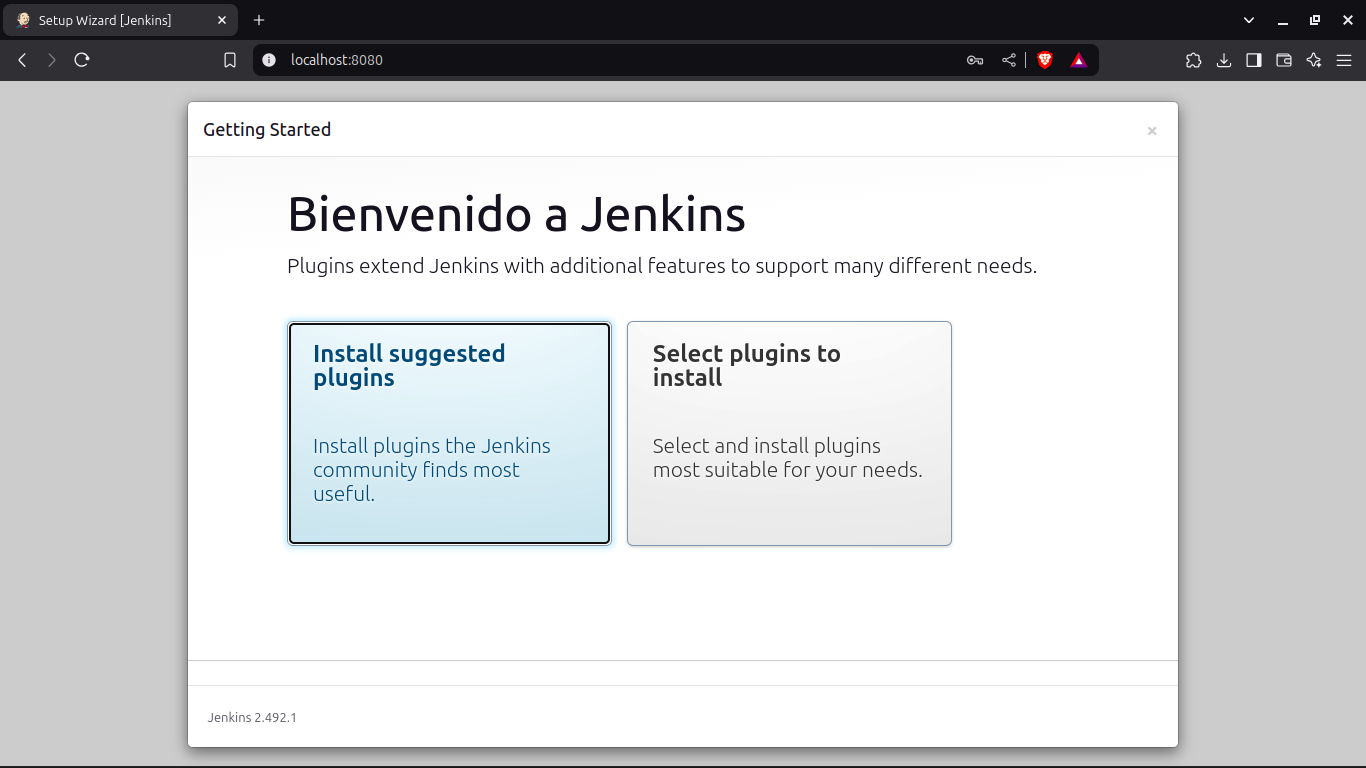 Setup Wizard [Jenkins]
localhost:8080
Getting Started
Bienvenido a Jenkins
Plugins extend Jenkins with additional features to support many different needs.
Install suggested
plugins
Install plugins the Jenkins
community finds most
useful.
Select plugins to
install
Select and install plugins
most suitable for your needs.
Jenkins 2.492.1